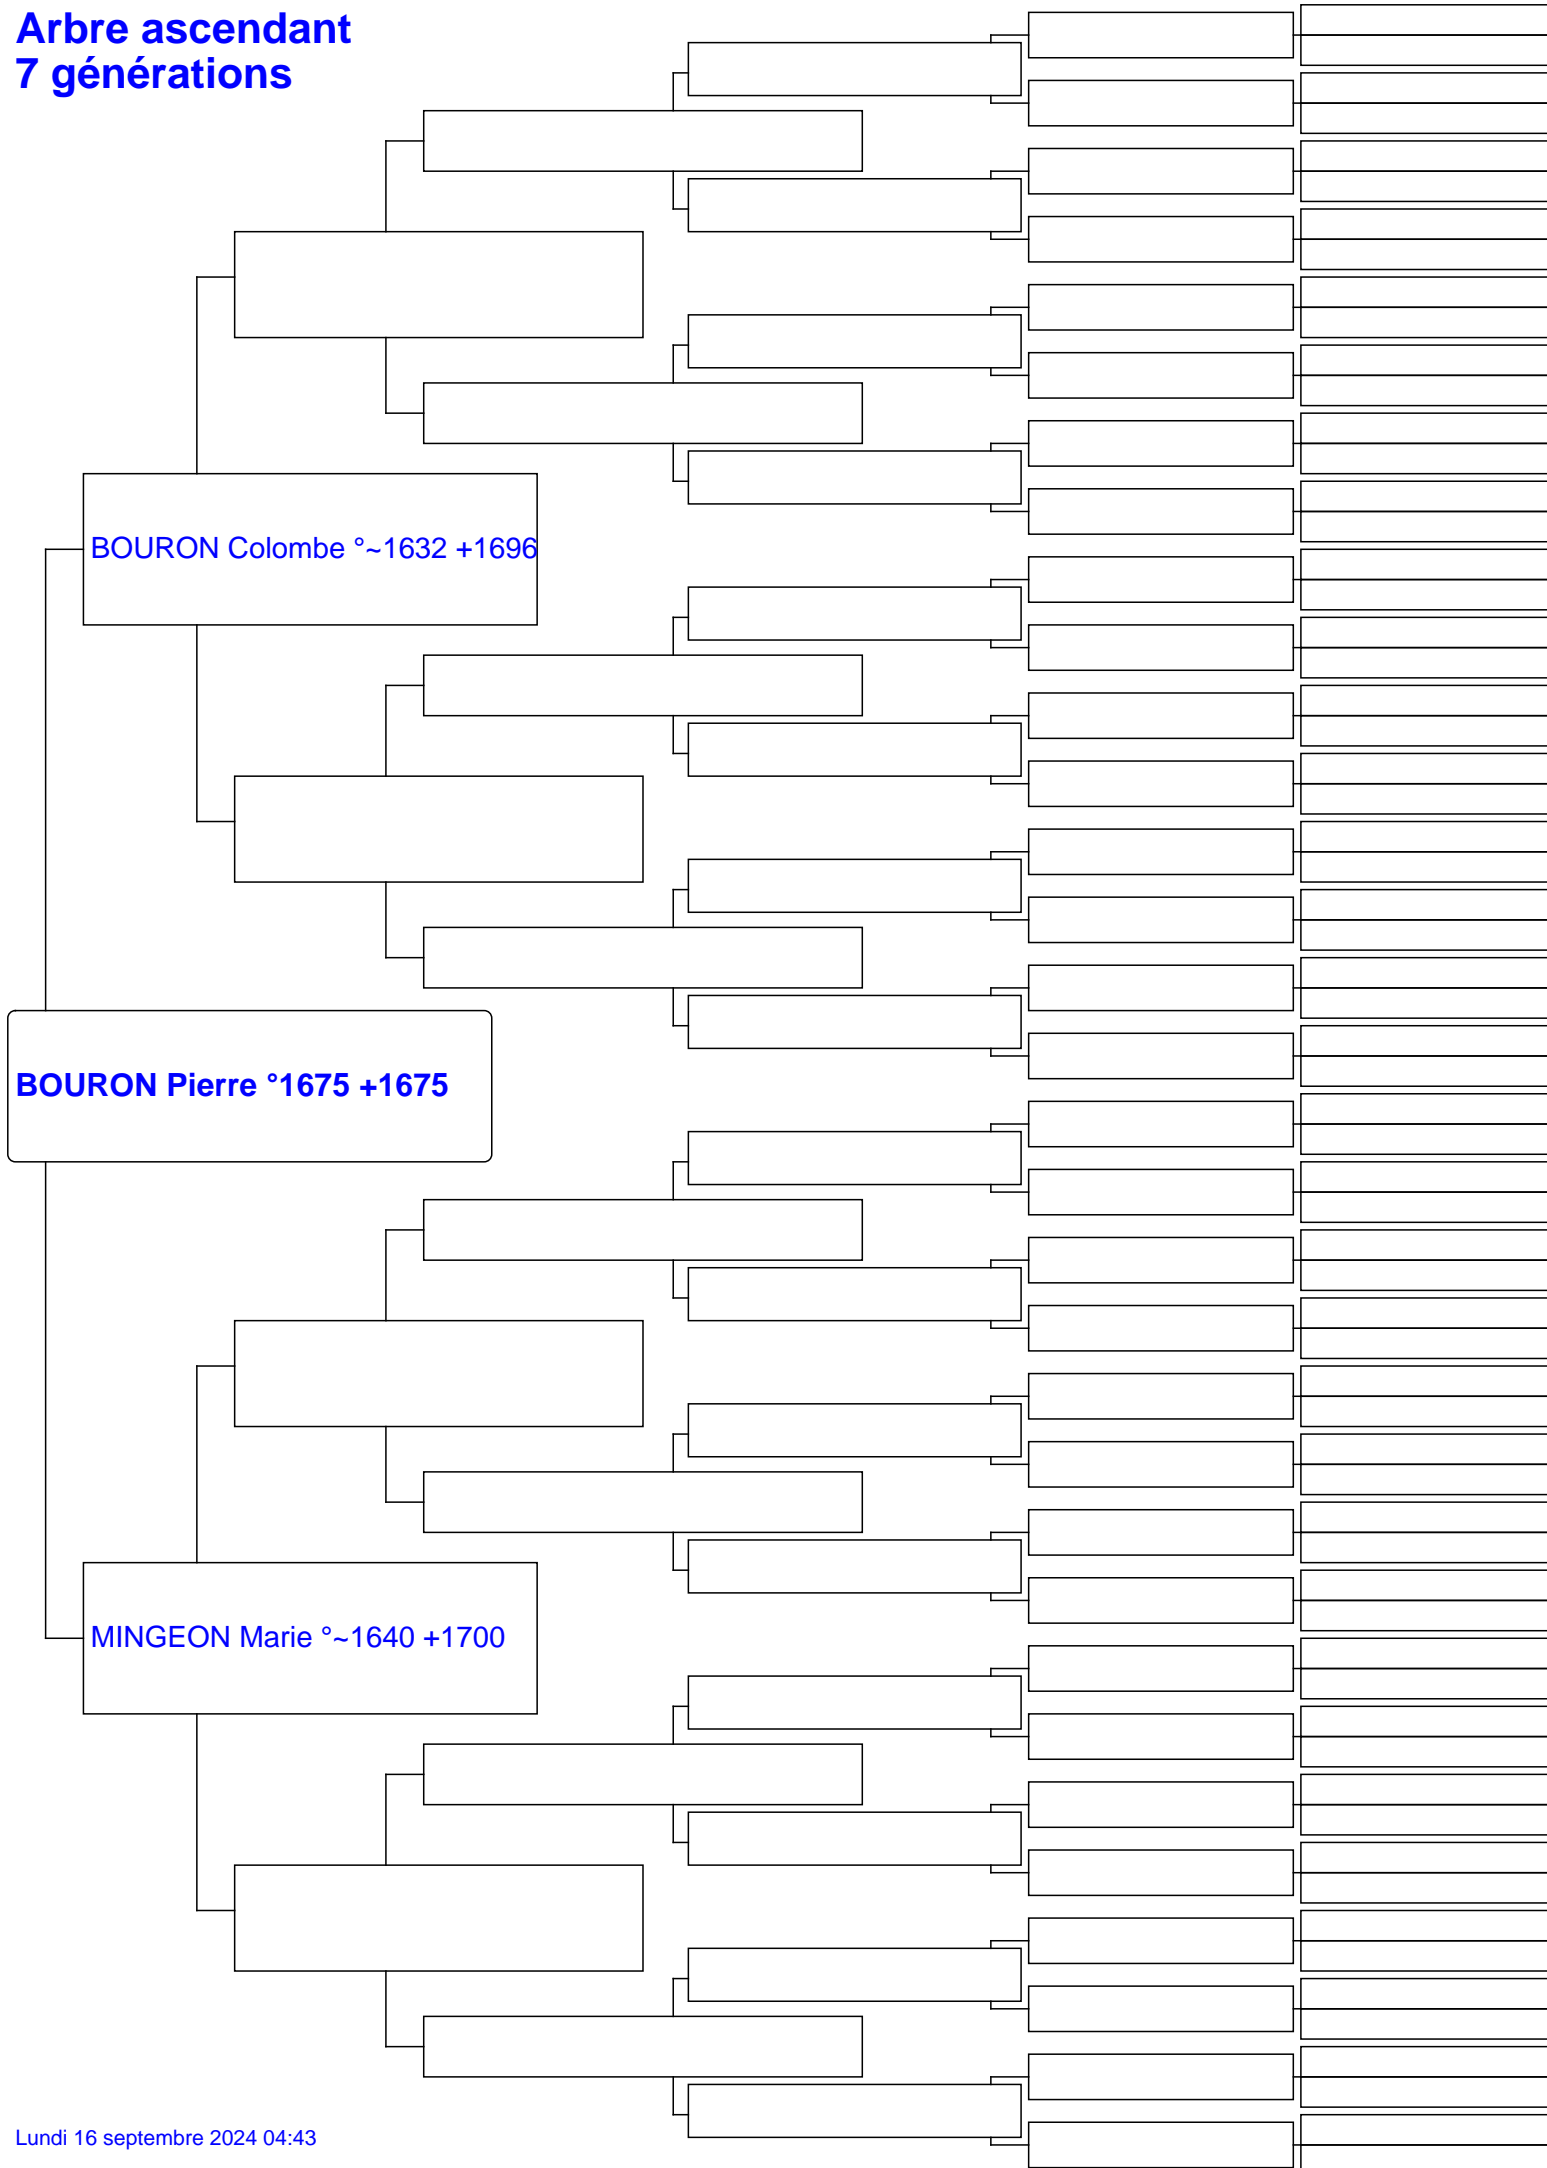 Arbre ascendant
7 générations
BOURON Colombe °~1632 +1696
BOURON Pierre °1675 +1675
MINGEON Marie °~1640 +1700
Lundi 16 septembre 2024 04:43